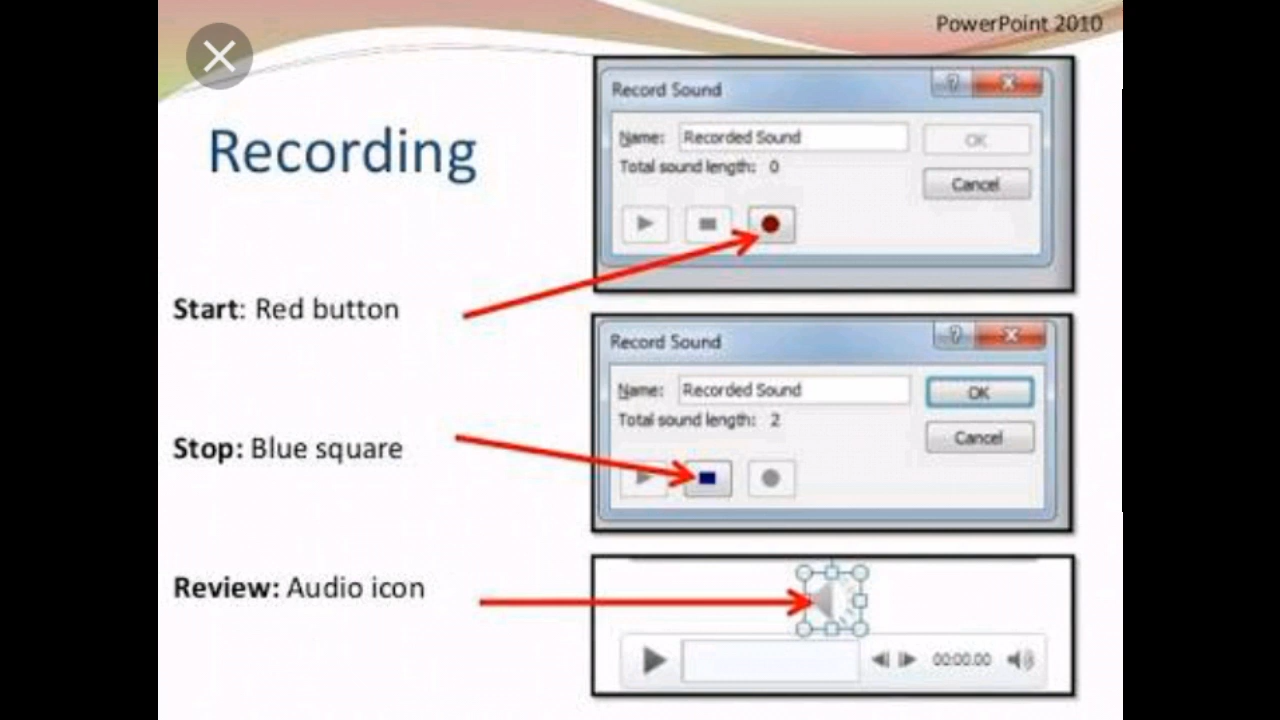 PowerPoint 2010
Recording
Record Sound
Name: Recorded Sound
OK
Total sound length: 0
Cancel
Start: Red button
Record Sound
Name: Recorded Sound
OK
Total sound length: 2
Cancel
Stop: Blue square
Review: Audio icon
00:00.00